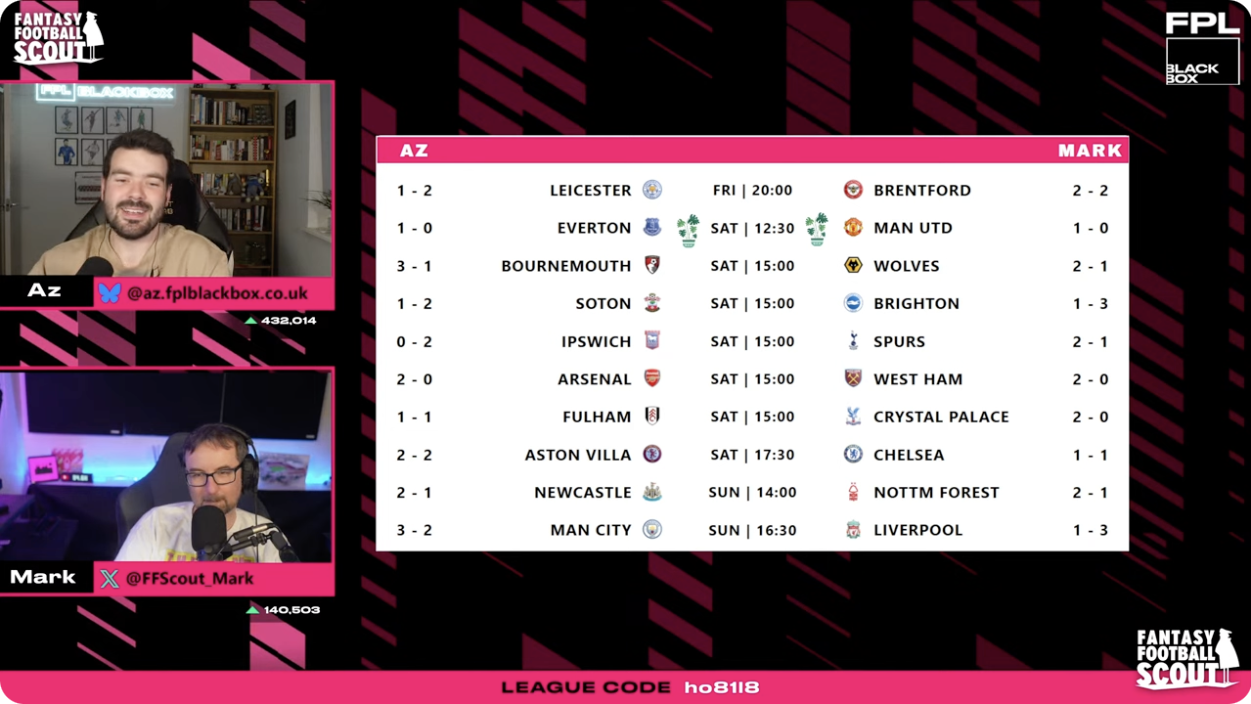 FANTASY
FOOTBALL
SCOUT
FPL
BLACK
BOX
FPL BLACKBOX
Az
@az.fplblackbox.co.uk
432,014
Mark
@FFScout_Mark
140,503
AZ MARK
1 - 2 LEICESTER FRI | 20:00 BRENTFORD 2 - 2
1 - 0 EVERTON SAT | 12:30 MAN UTD 1 - 0
3 - 1 BOURNEMOUTH SAT | 15:00 WOLVES 2 - 1
1 - 2 SOTON SAT | 15:00 BRIGHTON 1 - 3
0 - 2 IPSWICH SAT | 15:00 SPURS 2 - 1
2 - 0 ARSENAL SAT | 15:00 WEST HAM 2 - 0
1 - 1 FULHAM SAT | 15:00 CRYSTAL PALACE 2 - 0
2 - 2 ASTON VILLA SAT | 17:30 CHELSEA 1 - 1
2 - 1 NEWCASTLE SUN | 14:00 NOTTM FOREST 2 - 1
3 - 2 MAN CITY SUN | 16:30 LIVERPOOL 1 - 3
FANTASY
FOOTBALL
SCOUT
LEAGUE CODE ho81l8